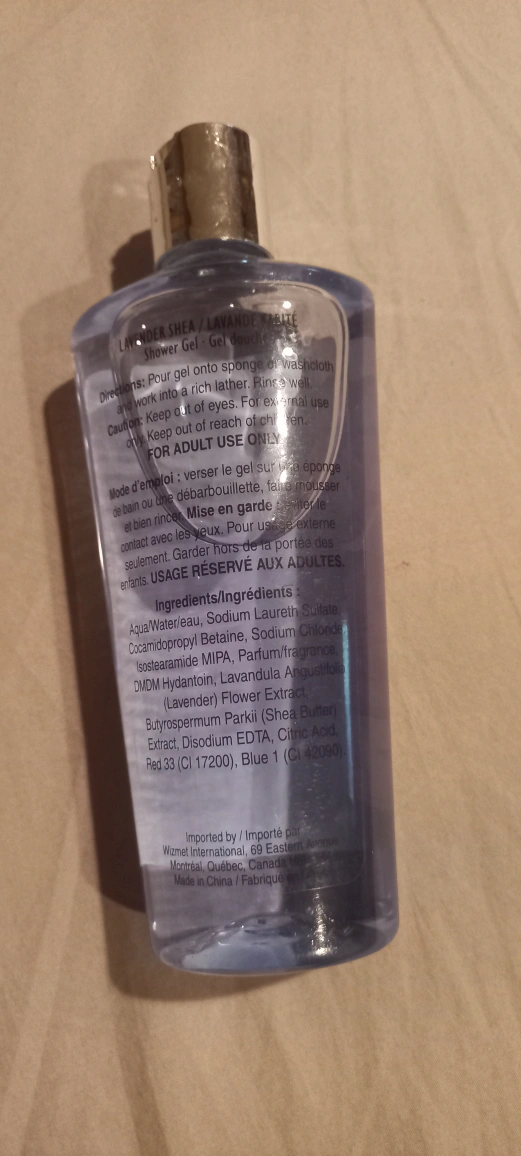 LAVENDER SHEA / LAVANDE KARITÉ
Shower Gel - Gel douche
Directions: Pour gel onto sponge or washcloth
and work into a rich lather. Rinse well.
Caution: Keep out of eyes. For external use
only. Keep out of reach of children.
FOR ADULT USE ONLY
Mode d'emploi : verser le gel sur une éponge
de bain ou une débarbouillette, faire mousser
et bien rincer. Mise en garde : éviter le
contact avec les yeux. Pour usage externe
seulement. Garder hors de la portée des
enfants. USAGE RÉSERVÉ AUX ADULTES.
Ingredients/Ingrédients :
Aqua/Water/eau, Sodium Laureth Sulfate,
Cocamidopropyl Betaine, Sodium Chloride,
Isostearamide MIPA, Parfum/fragrance,
DMDM Hydantoin, Lavandula Angustifolia
(Lavender) Flower Extract,
Butyrospermum Parkii (Shea Butter)
Extract, Disodium EDTA, Citric Acid,
Red 33 (CI 17200), Blue 1 (CI 42090).
Imported by / Importé par
Wizmet International, 69 Eastern
Montréal, Québec, Canada
Made in China / Fabriqué en